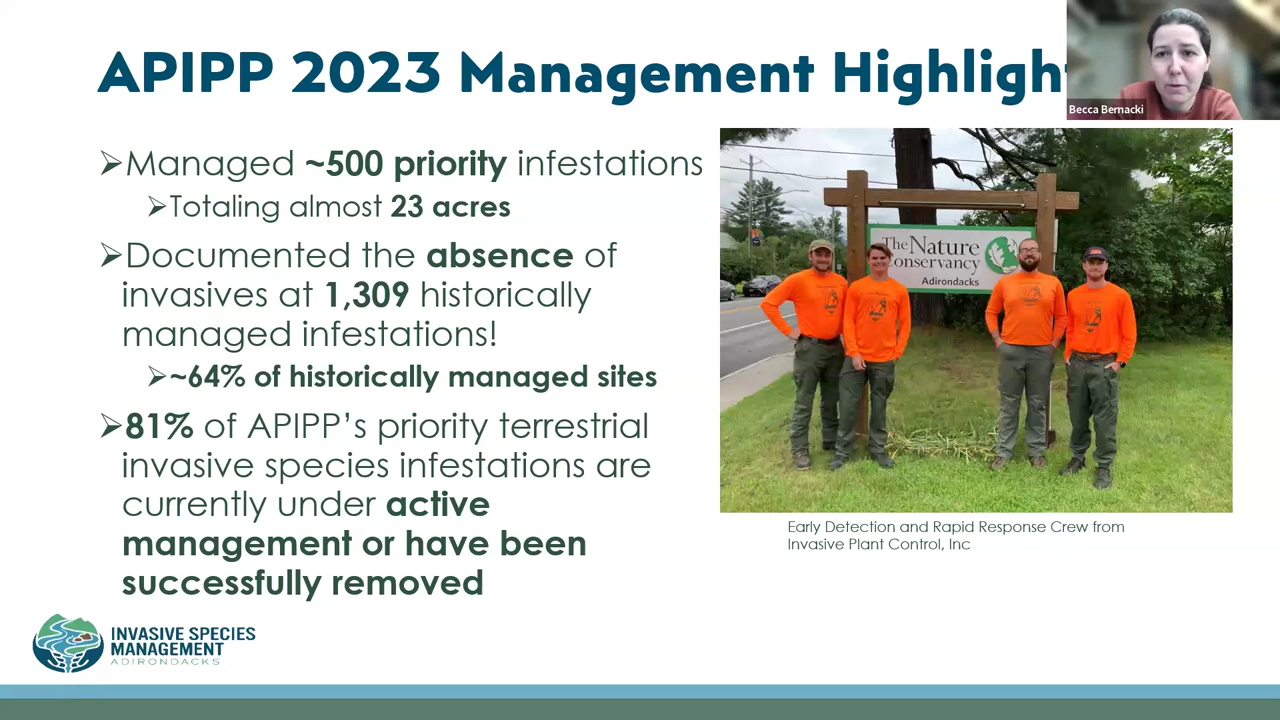 APIPP 2023 Management Highligh
Becca Bernacki
➢Managed ~500 priority infestations
➢Totaling almost 23 acres
➢Documented the absence of
invasives at 1,309 historically
managed infestations!
➢~64% of historically managed sites
➢81% of APIPP’s priority terrestrial
invasive species infestations are
currently under active
management or have been
successfully removed
The Nature
Conservancy
Adirondacks
Early Detection and Rapid Response Crew from
Invasive Plant Control, Inc
INVASIVE SPECIES
MANAGEMENT
ADIRONDACKS